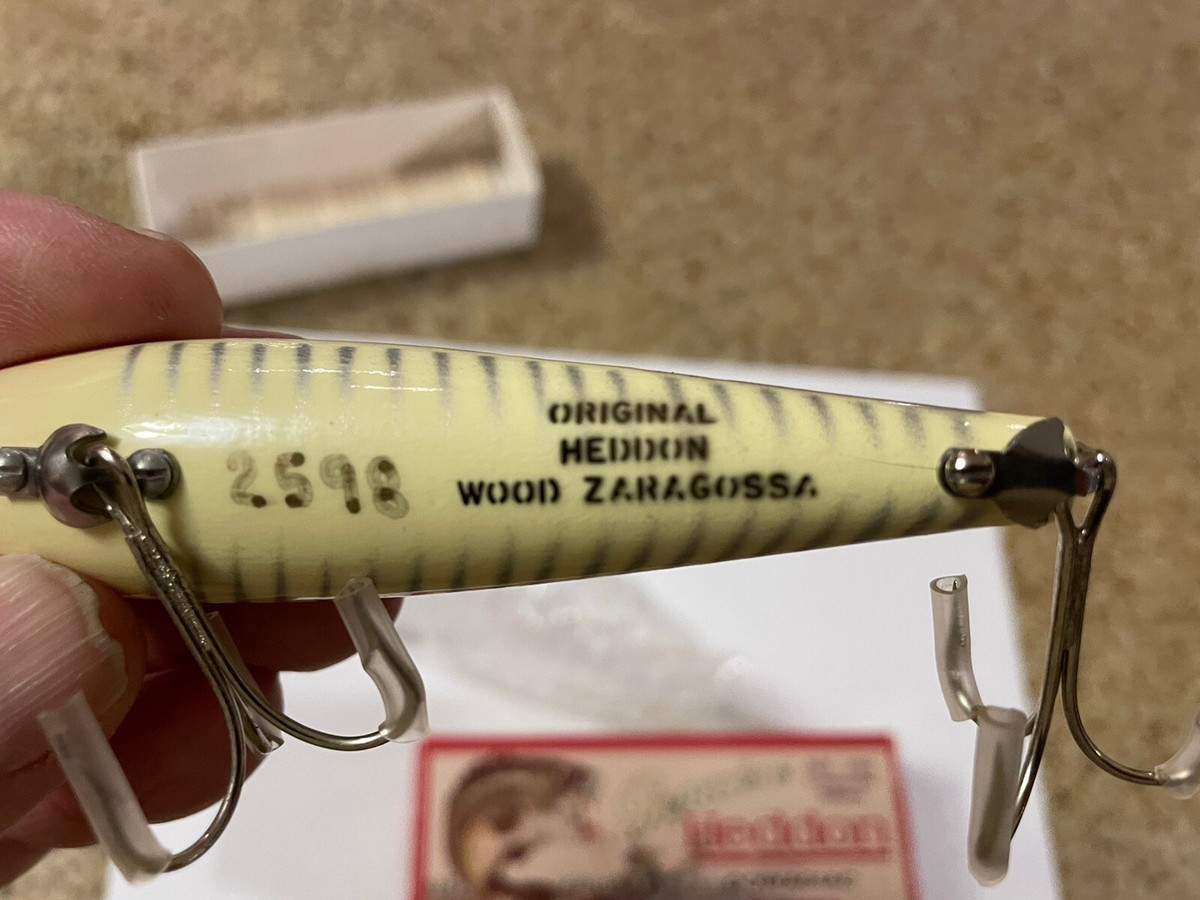 2598
ORIGINAL
HEDDON
WOOD ZARAGOSSA
Heddon